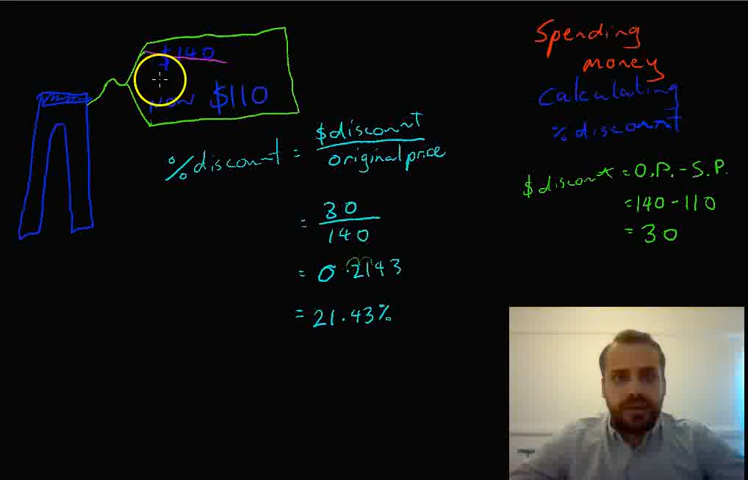 $140
now $110
Spending
money
Calculating
% discount
% discount = $discount
original price
= 30
140
= 0.2143
= 21.43%
$ discount = O.P. - S.P.
= 140 - 110
= 30